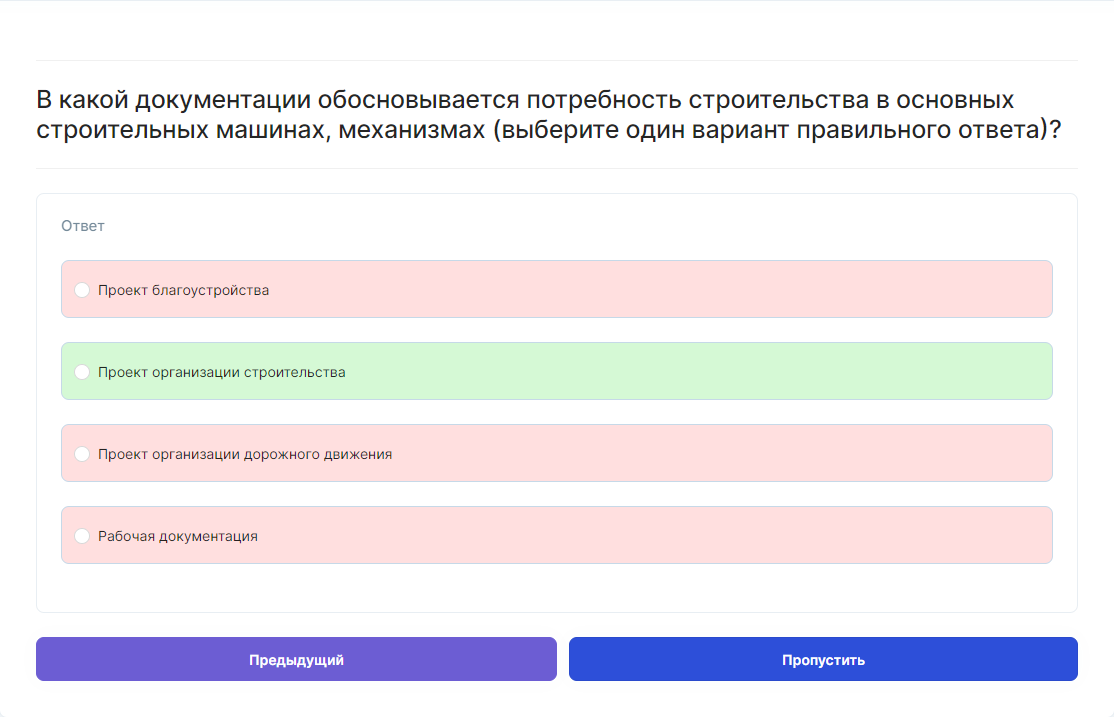 В какой документации обосновывается потребность строительства в основных
строительных машинах, механизмах (выберите один вариант правильного ответа)?
Ответ
Проект благоустройства
Проект организации строительства
Проект организации дорожного движения
Рабочая документация
Предыдущий
Пропустить